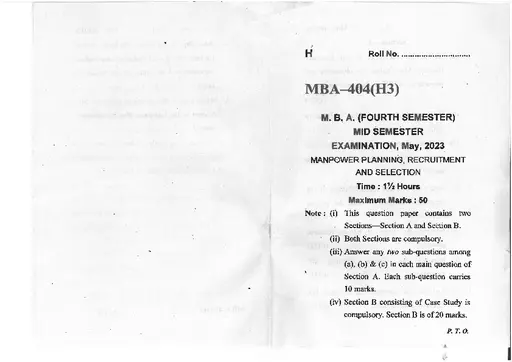 H
Roll No. ..............................
MBA–404(H3)
M. B. A. (FOURTH SEMESTER)
MID SEMESTER
EXAMINATION, May, 2023
MANPOWER PLANNING, RECRUITMENT
AND SELECTION
Time : 1½ Hours
Maximum Marks : 50
Note : (i) This question paper contains two
Sections—Section A and Section B.
(ii) Both Sections are compulsory.
(iii) Answer any two sub-questions among
(a), (b) & (c) in each main question of
Section A. Each sub-question carries
10 marks.
(iv) Section B consisting of Case Study is
compulsory. Section B is of 20 marks.
P. T. O.